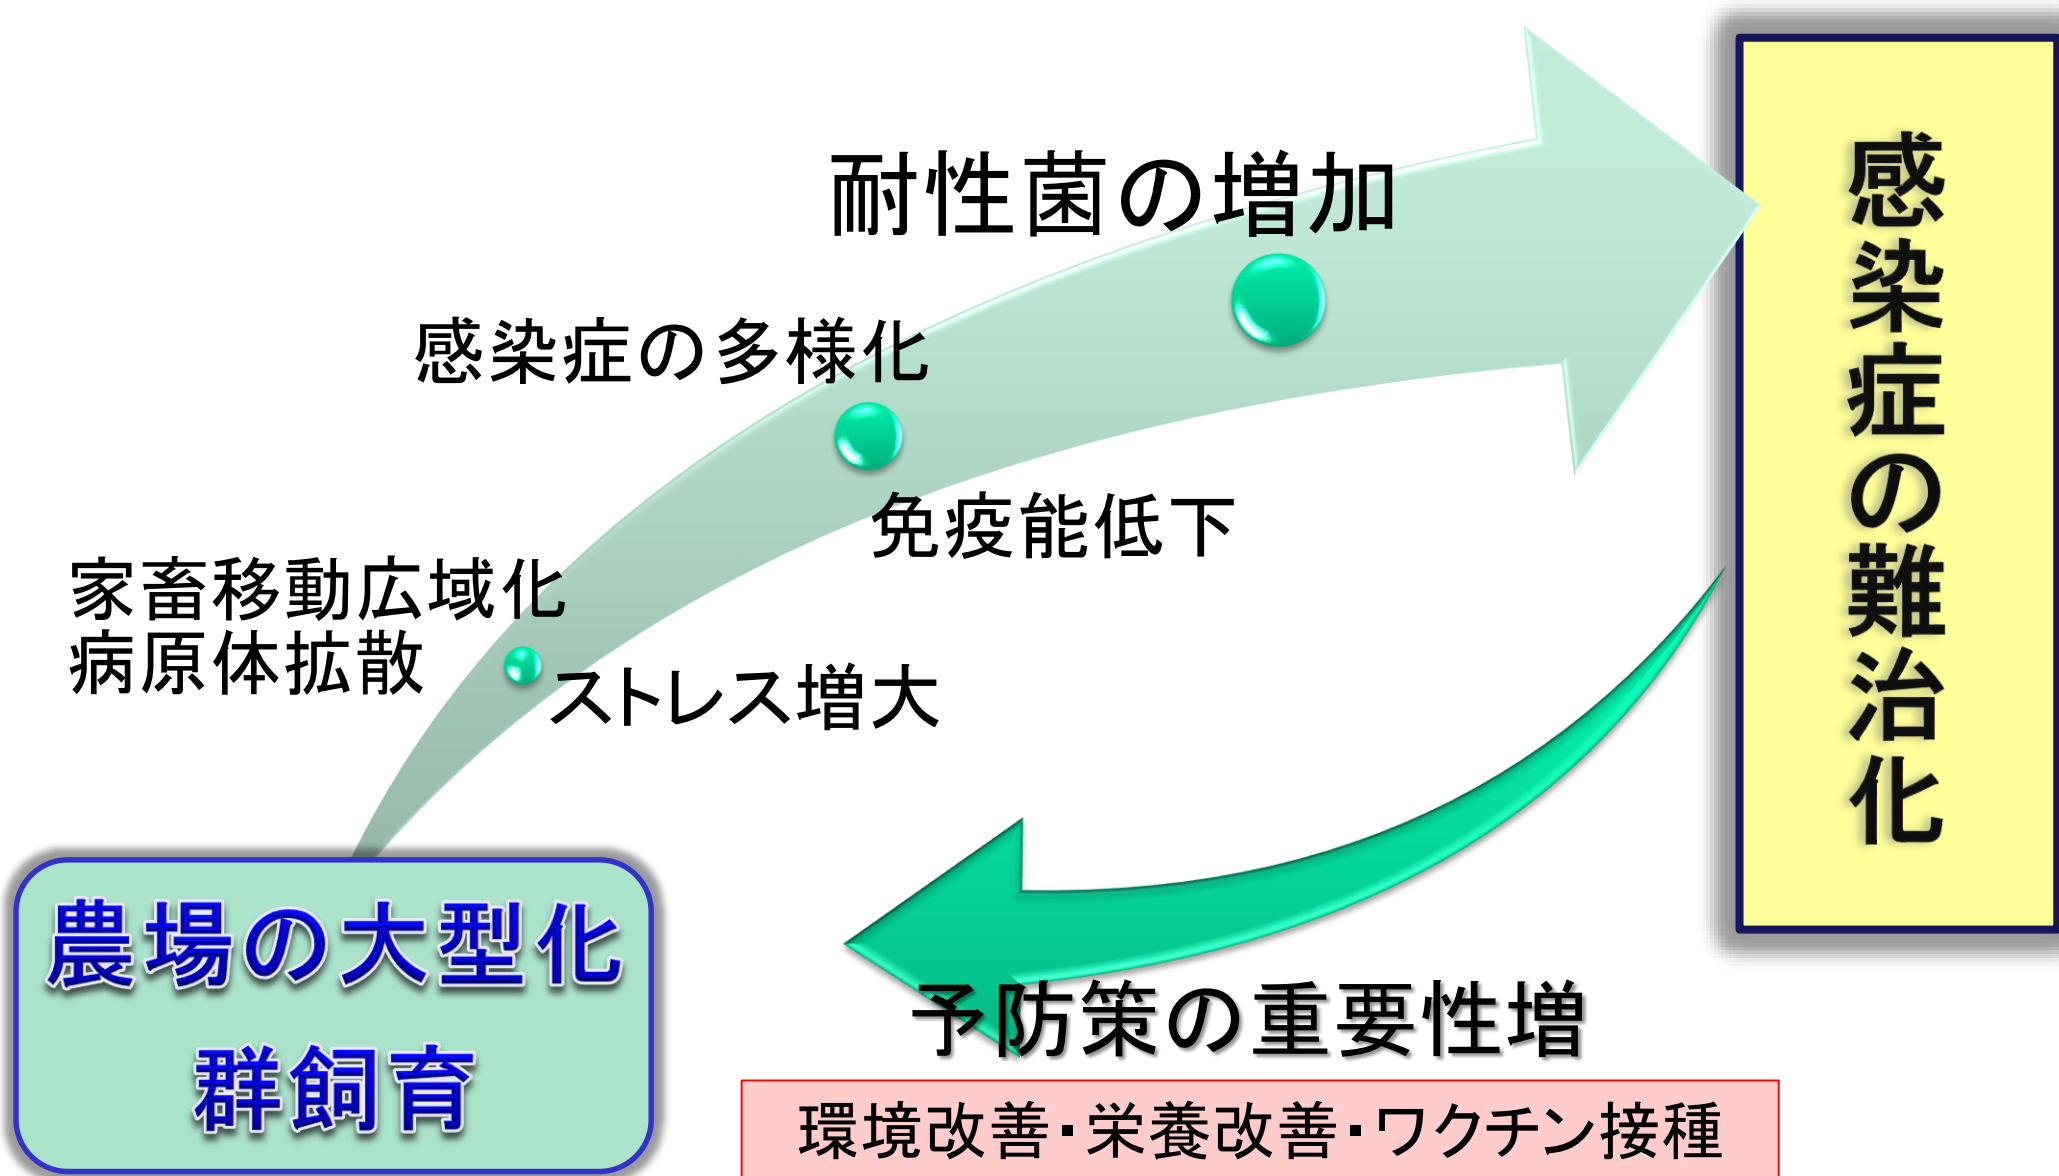 耐性菌の増加
感染症の多様化
免疫能低下
家畜移動広域化
病原体拡散
ストレス増大
農場の大型化
群飼育
感染症の難治化
予防策の重要性増
環境改善・栄養改善・ワクチン接種